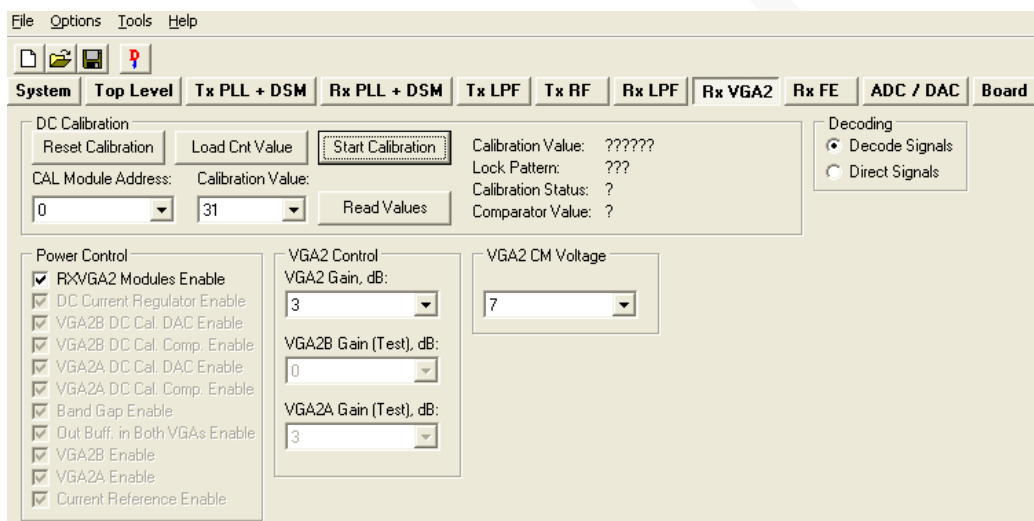 File Options Tools Help
System Top Level Tx PLL + DSM Rx PLL + DSM Tx LPF Tx RF Rx LPF Rx VGA2 Rx FE ADC / DAC Board
DC Calibration
Reset Calibration Load Cnt Value Start Calibration
CAL Module Address: Calibration Value:
0 31 Read Values
Calibration Value: ??????
Lock Pattern: ???
Calibration Status: ?
Comparator Value: ?
Decoding
Decode Signals
Direct Signals
Power Control
RXVGA2 Modules Enable
DC Current Regulator Enable
VGA2B DC Cal. DAC Enable
VGA2B DC Cal. Comp. Enable
VGA2A DC Cal. DAC Enable
VGA2A DC Cal. Comp. Enable
Band Gap Enable
Out Buff. in Both VGAs Enable
VGA2B Enable
VGA2A Enable
Current Reference Enable
VGA2 Control
VGA2 Gain, dB:
3
VGA2B Gain (Test), dB:
0
VGA2A Gain (Test), dB:
3
VGA2 CM Voltage
7